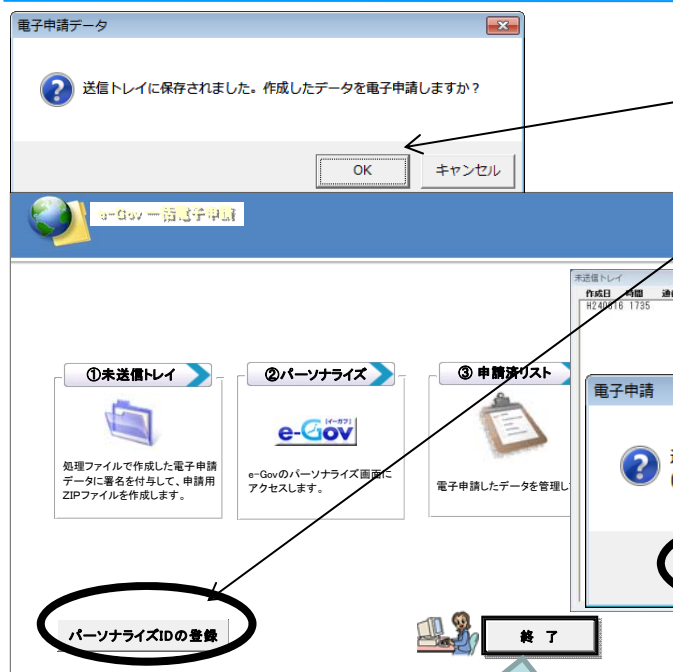 電子申請データ
送信トレイに保存されました。作成したデータを電子申請しますか？
OK
キャンセル
e-Gov 一括電子申請
未送信トレイ
作成日 時間
H240816 1735
①未送信トレイ
②パーソナライズ
③ 申請済リスト
電子申請
e-Gov
処理ファイルで作成した電子申請
データに署名を付与して、申請用
ZIPファイルを作成します。
e-Govのパーソナライズ画面に
アクセスします。
電子申請したデータを管理し
パーソナライズIDの登録
終 了